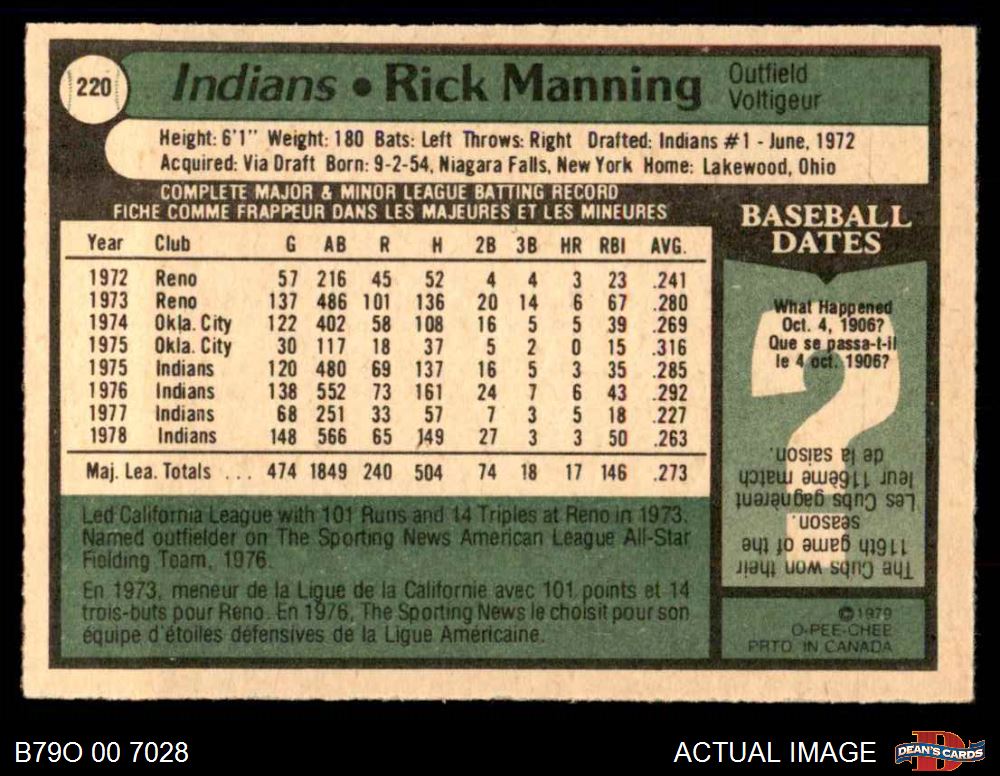 220
Indians • Rick Manning
Outfield
Voltigeur
Height: 6'1" Weight: 180 Bats: Left Throws: Right Drafted: Indians #1 - June, 1972
Acquired: Via Draft Born: 9-2-54, Niagara Falls, New York Home: Lakewood, Ohio
COMPLETE MAJOR & MINOR LEAGUE BATTING RECORD
FICHE COMME FRAPPEUR DANS LES MAJEURES ET LES MINEURES
Year Club G AB R H 2B 3B HR RBI AVG.
1972 Reno 57 216 45 52 4 4 3 23 .241
1973 Reno 137 486 101 136 20 14 6 67 .280
1974 Okla. City 122 402 58 108 16 5 5 39 .269
1975 Okla. City 30 117 18 37 5 2 0 15 .316
1975 Indians 120 480 69 137 16 5 3 35 .285
1976 Indians 138 552 73 161 24 7 6 43 .292
1977 Indians 68 251 33 57 7 3 5 18 .227
1978 Indians 148 566 65 149 27 3 3 50 .263
Maj. Lea. Totals ... 474 1849 240 504 74 18 17 146 .273
Led California League with 101 Runs and 14 Triples at Reno in 1973.
Named outfielder on The Sporting News American League All-Star
Fielding Team, 1976.
En 1973, meneur de la Ligue de la Californie avec 101 points et 14
trois-buts pour Reno. En 1976, The Sporting News le choisit pour son
équipe d'étoiles défensives de la Ligue Américaine.
BASEBALL
DATES
What Happened
Oct. 4, 1906?
Que se passa-t-il
le 4 oct. 1906?
The Cubs won their
116th game of the
season.
Les Cubs gagnèrent
leur 116ème match
de la saison.
©1979
O-PEE-CHEE
PRTD. IN CANADA
B79O 00 7028
ACTUAL IMAGE
DEAN'S CARDS